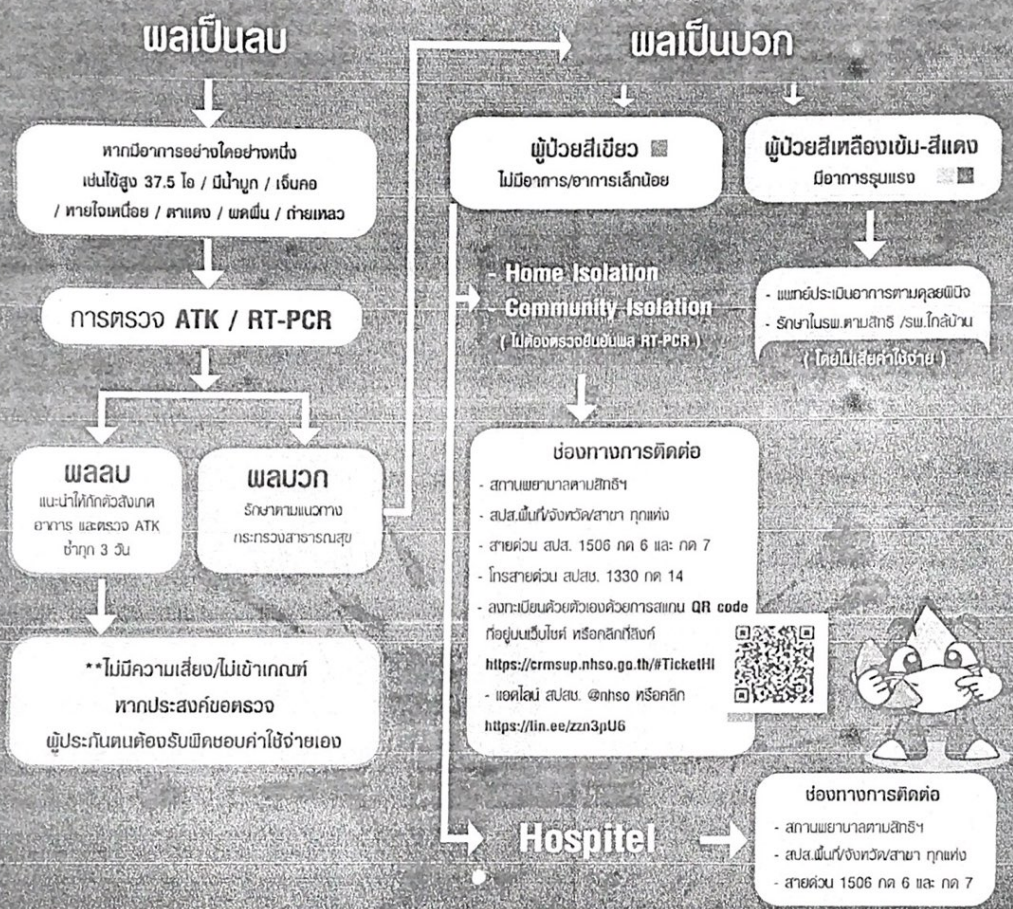 ผลเป็นลบ
หากมีอาการอย่างใดอย่างหนึ่ง
เช่นไข้สูง 37.5 ไอ / มีน้ำมูก / เจ็บคอ
/ หายใจเหนื่อย / ตาแดง / ผดผื่น / ถ่ายเหลว
การตรวจ ATK / RT-PCR
ผลลบ
แนะนำให้กักตัวสังเกต
อาการ และตรวจ ATK
ซ้ำทุก 3 วัน
ผลบวก
รักษาตามแนวทาง
กระทรวงสาธารณสุข
**ไม่มีความเสี่ยง/ไม่เข้าเกณฑ์
หากประสงค์ขอตรวจ
ผู้ประกันตนต้องรับผิดชอบค่าใช้จ่ายเอง
ผลเป็นบวก
ผู้ป่วยสีเขียว
ไม่มีอาการ/อาการเล็กน้อย
- Home Isolation
- Community Isolation
( ไม่ต้องตรวจยืนยันผล RT-PCR )
ช่องทางการติดต่อ
- สถานพยาบาลตามสิทธิฯ
- สปส.พื้นที่/จังหวัด/สาขา ทุกแห่ง
- สายด่วน สปส. 1506 กด 6 และ กด 7
- โทรสายด่วน สปสช. 1330 กด 14
- ลงทะเบียนด้วยตัวเองด้วยการสแกน QR code
ที่อยู่บนเว็บไซต์ หรือคลิกที่ลิงค์
https://crmsup.nhso.go.th/#TicketHI
- แอดไลน์ สปสช. @nhso หรือคลิก
https://lin.ee/zzn3pU6
ผู้ป่วยสีเหลืองเข้ม-สีแดง
มีอาการรุนแรง
- แพทย์ประเมินอาการตามดุลยพินิจ
- รักษาในรพ.ตามสิทธิ /รพ.ใกล้บ้าน
( โดยไม่เสียค่าใช้จ่าย )
Hospitel
ช่องทางการติดต่อ
- สถานพยาบาลตามสิทธิฯ
- สปส.พื้นที่/จังหวัด/สาขา ทุกแห่ง
- สายด่วน 1506 กด 6 และ กด 7